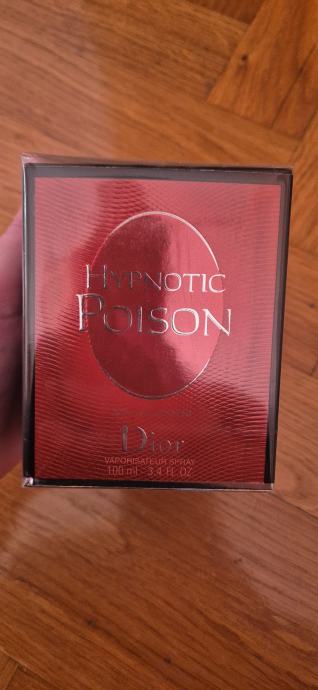 HYPNOTIC
POISON
Dior
VAPORISATEUR SPRAY
100 ml - 3.4 FL. OZ